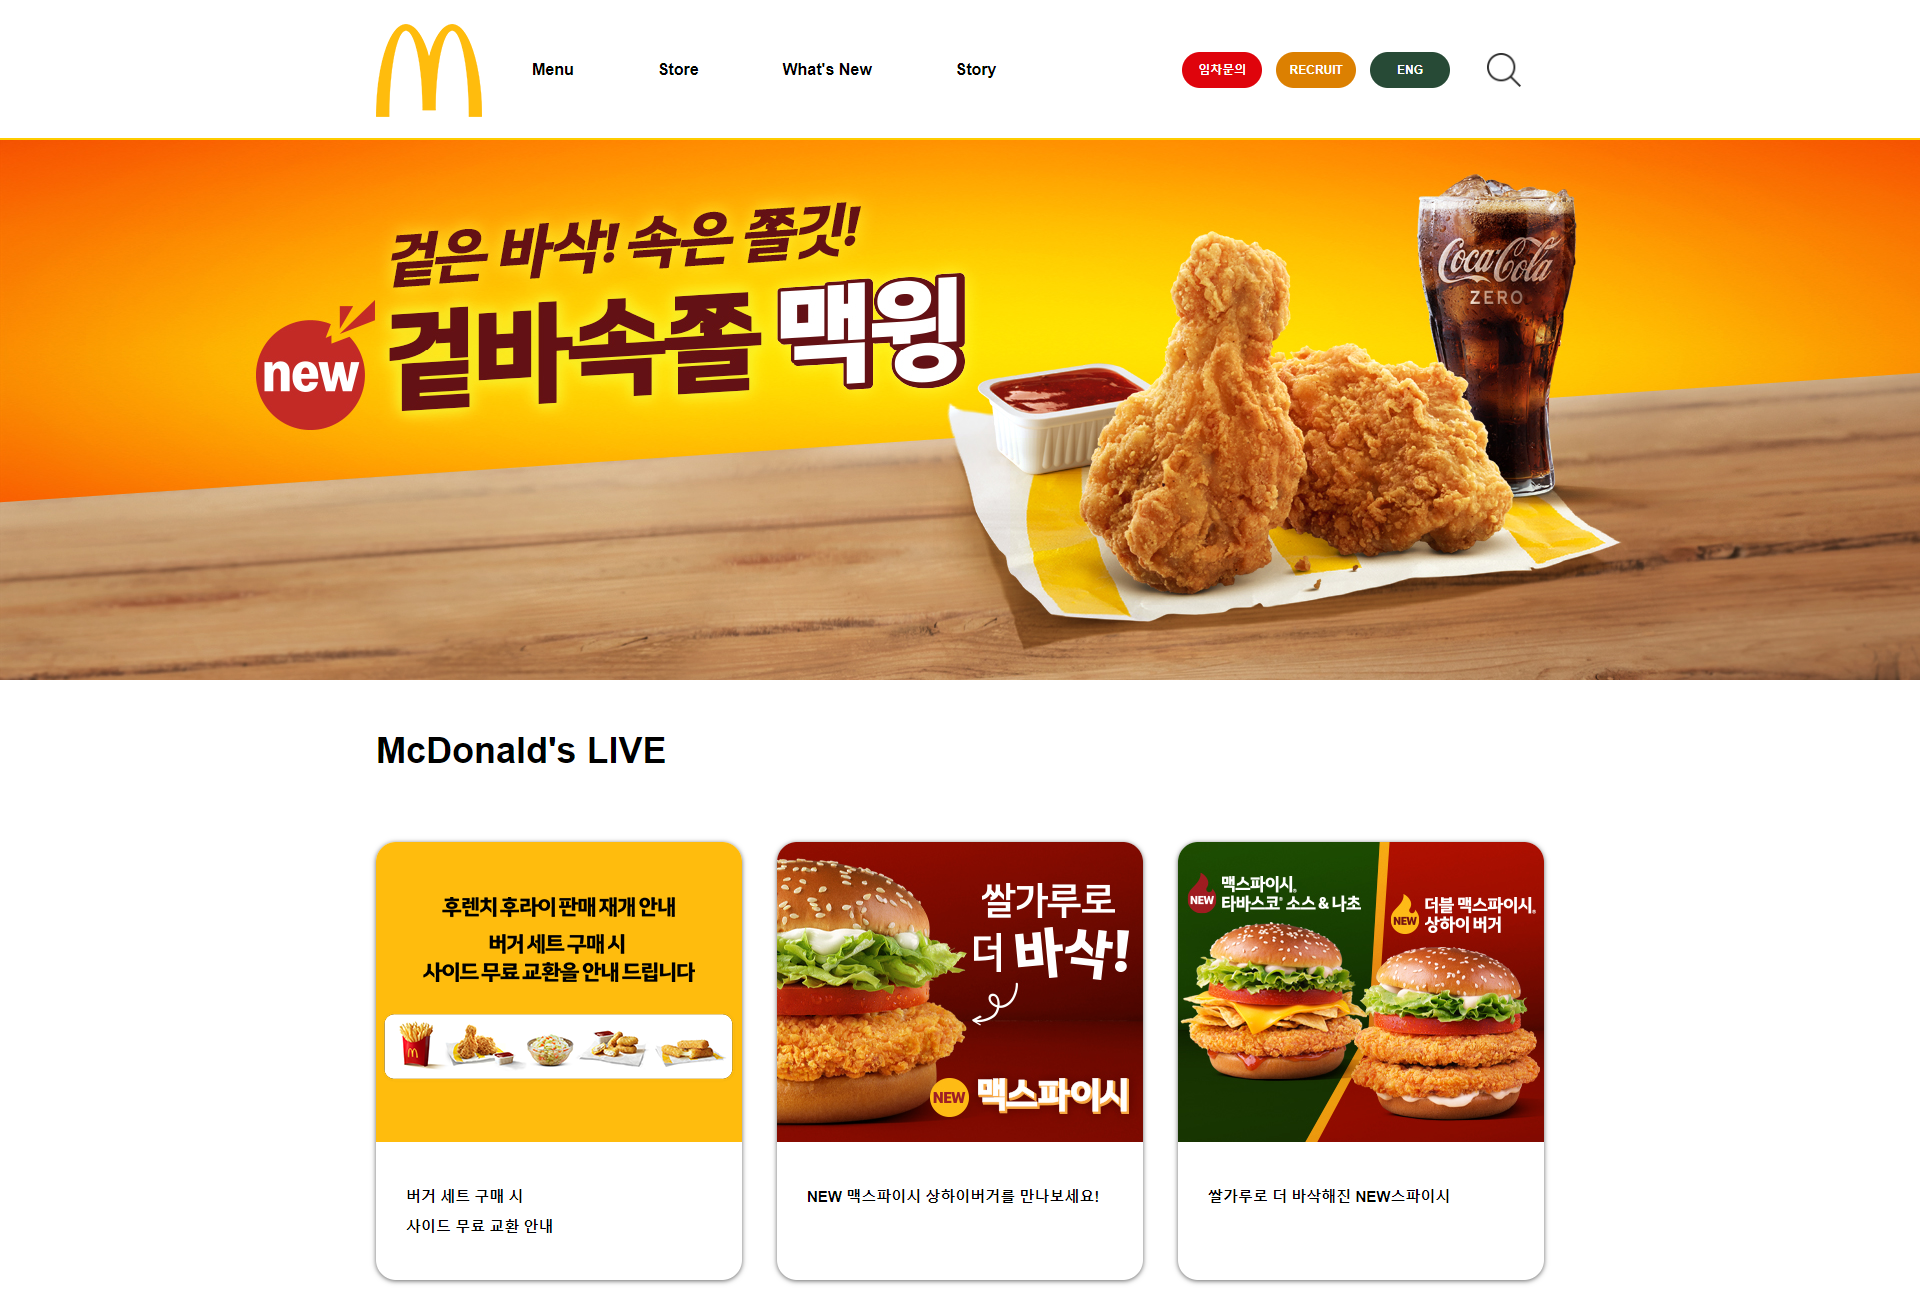 Menu
Store
What's New
Story
임차문의
RECRUIT
ENG
겉은 바삭! 속은 쫄깃!
new
겉바속쫄 맥윙
Coca-Cola
ZERO
McDonald's LIVE
후렌치 후라이 판매 재개 안내
버거 세트 구매 시
사이드 무료 교환을 안내 드립니다
버거 세트 구매 시
사이드 무료 교환 안내
쌀가루로
더 바삭!
NEW 맥스파이시
NEW 맥스파이시 상하이버거를 만나보세요!
NEW
맥스파이시®
타바스코® 소스 & 나초
NEW
더블 맥스파이시®
상하이 버거
쌀가루로 더 바삭해진 NEW스파이시